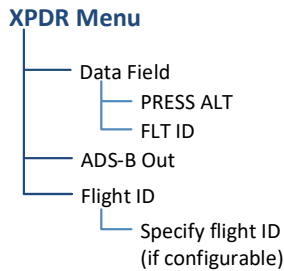 XPDR Menu
Data Field
PRESS ALT
FLT ID
ADS-B Out
Flight ID
Specify flight ID
(if configurable)